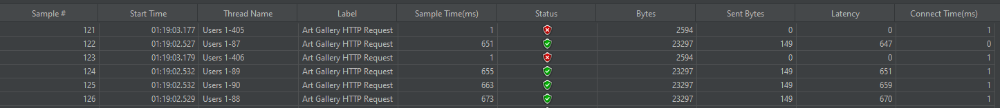 Sample # Start Time Thread Name Label Sample Time(ms) Status Bytes Sent Bytes Latency Connect Time(ms)
121 01:19:03.177 Users 1-405 Art Gallery HTTP Request 1 2594 0 0 1
122 01:19:02.527 Users 1-87 Art Gallery HTTP Request 651 23297 149 647 0
123 01:19:03.179 Users 1-406 Art Gallery HTTP Request 1 2594 0 0 1
124 01:19:02.532 Users 1-89 Art Gallery HTTP Request 655 23297 149 651 1
125 01:19:02.532 Users 1-90 Art Gallery HTTP Request 663 23297 149 659 1
126 01:19:02.529 Users 1-88 Art Gallery HTTP Request 673 23297 149 670 1